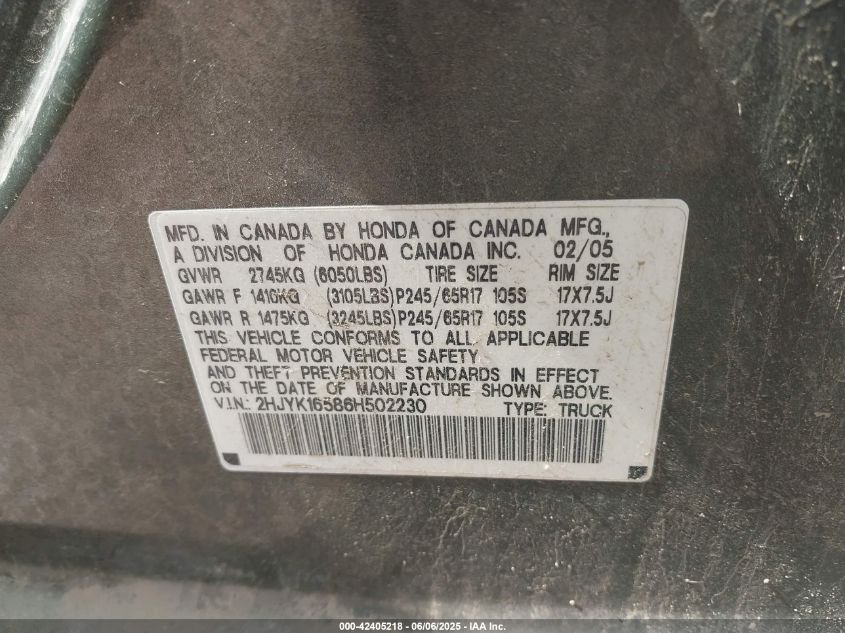 MFD. IN CANADA BY HONDA OF CANADA MFG.,
A DIVISION OF HONDA CANADA INC. 02/05
GVWR 2745KG (6050LBS) TIRE SIZE RIM SIZE
GAWR F 1410KG (3105LBS) P245/65R17 105S 17X7.5J
GAWR R 1475KG (3245LBS) P245/65R17 105S 17X7.5J
THIS VEHICLE CONFORMS TO ALL APPLICABLE
FEDERAL MOTOR VEHICLE SAFETY
AND THEFT PREVENTION STANDARDS IN EFFECT
ON THE DATE OF MANUFACTURE SHOWN ABOVE.
V.I.N.: 2HJYK16586H502230 TYPE: TRUCK
000-42405218 - 06/06/2025 - IAA Inc.